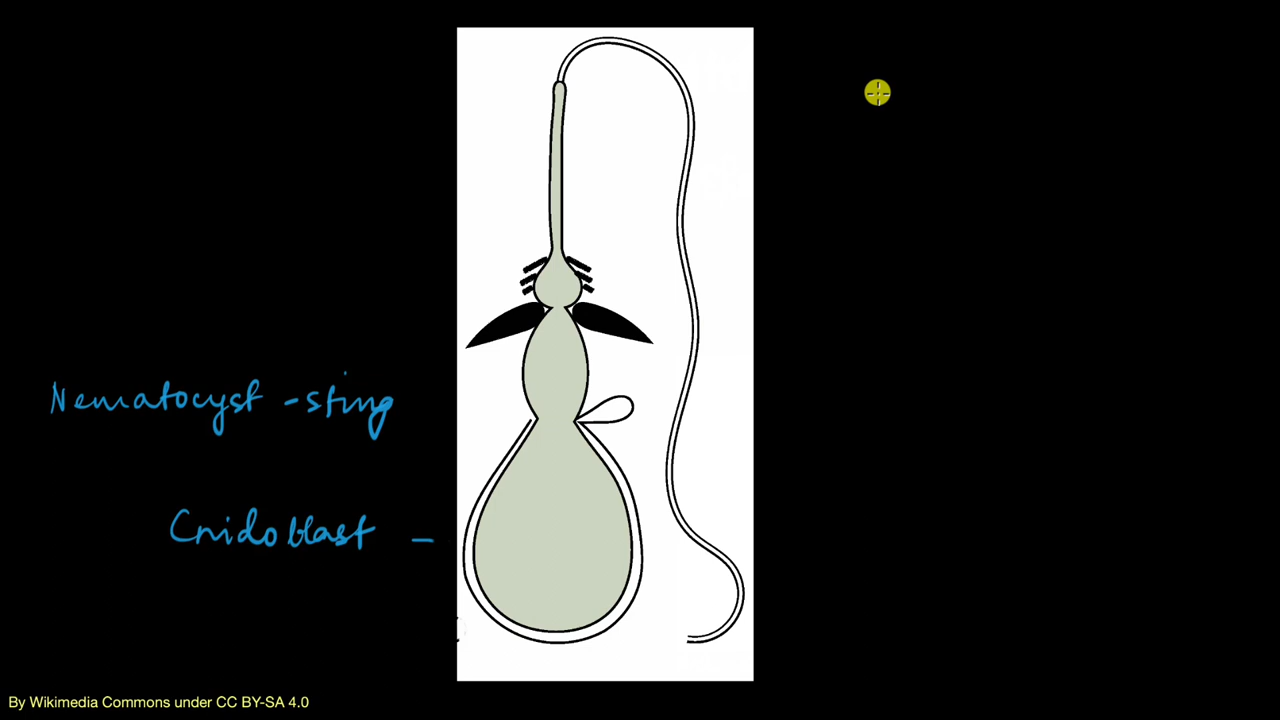 Nematocyst - sting
Cnidoblast -
By Wikimedia Commons under CC BY-SA 4.0